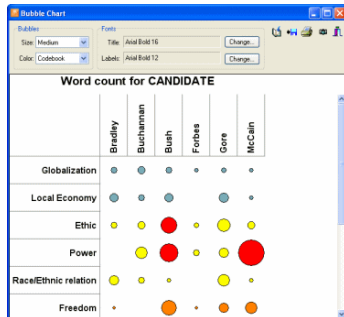 Bubble Chart
Bubbles
Fonts
Size: Medium
Title: Arial Bold 16
Change...
Color: Codebook
Labels: Arial Bold 12
Change...
Word count for CANDIDATE
Bradley
Buchannan
Bush
Forbes
Gore
McCain
Globalization
Local Economy
Ethic
Power
Race/Ethnic relation
Freedom